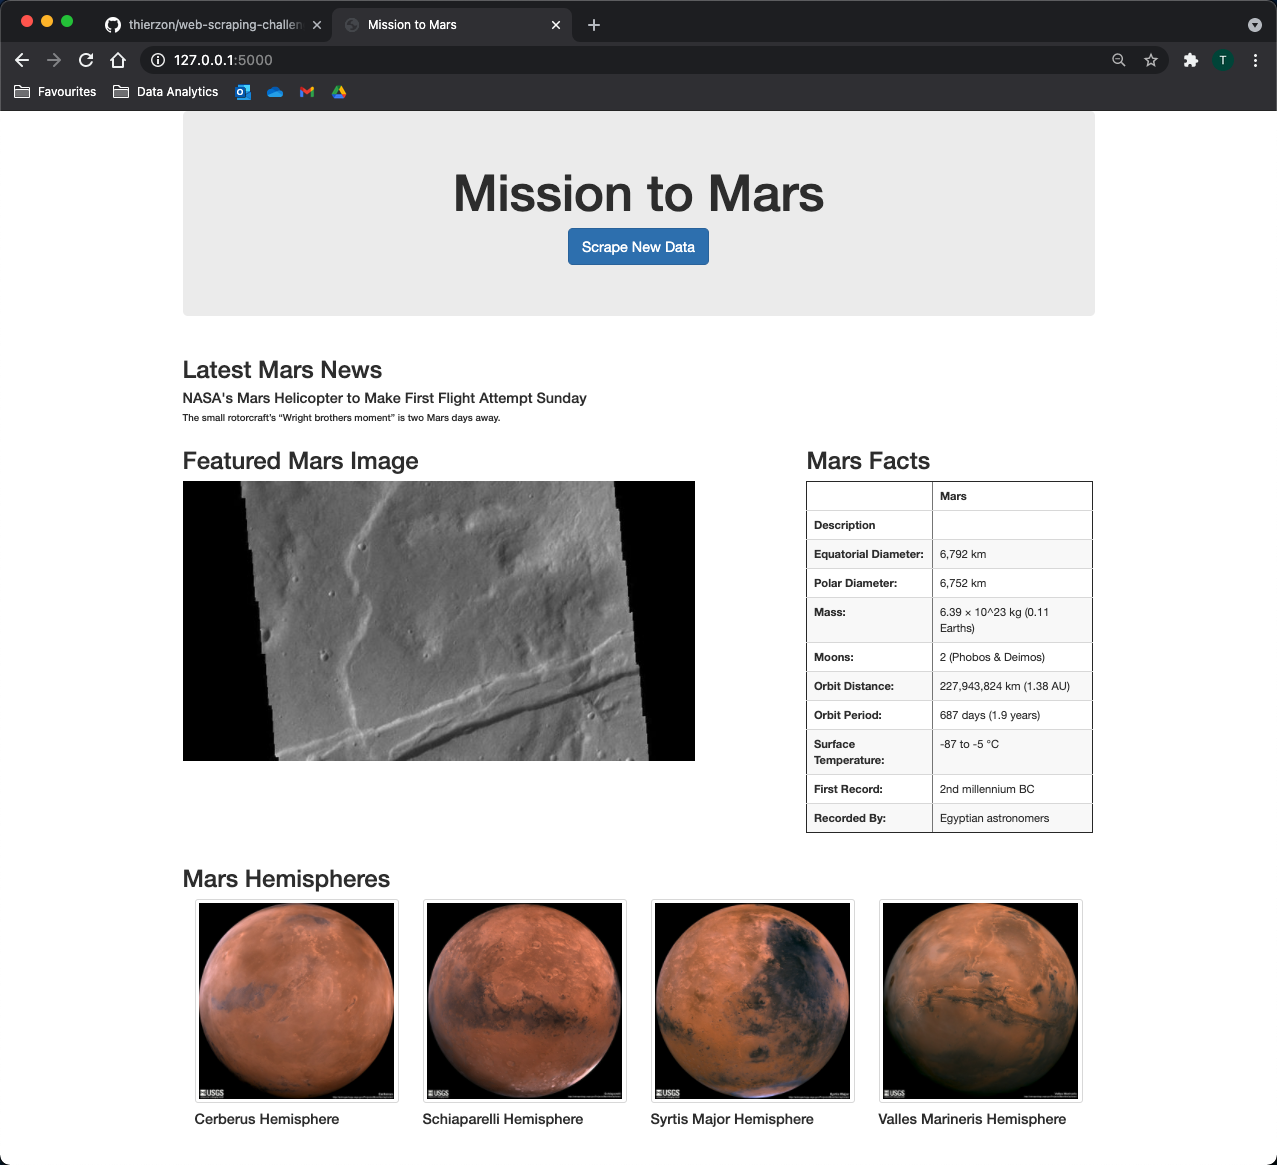 thierzon/web-scraping-challen
Mission to Mars
127.0.0.1:5000
T
Favourites
Data Analytics
Mission to Mars
Scrape New Data
Latest Mars News
NASA's Mars Helicopter to Make First Flight Attempt Sunday
The small rotorcraft’s “Wright brothers moment” is two Mars days away.
Featured Mars Image
Mars Facts
Mars
Description
Equatorial Diameter: 6,792 km
Polar Diameter: 6,752 km
Mass: 6.39 × 10^23 kg (0.11
Earths)
Moons: 2 (Phobos & Deimos)
Orbit Distance: 227,943,824 km (1.38 AU)
Orbit Period: 687 days (1.9 years)
Surface -87 to -5 °C
Temperature:
First Record: 2nd millennium BC
Recorded By: Egyptian astronomers
Mars Hemispheres
USGS
USGS
USGS
USGS
Cerberus Hemisphere
Schiaparelli Hemisphere
Syrtis Major Hemisphere
Valles Marineris Hemisphere